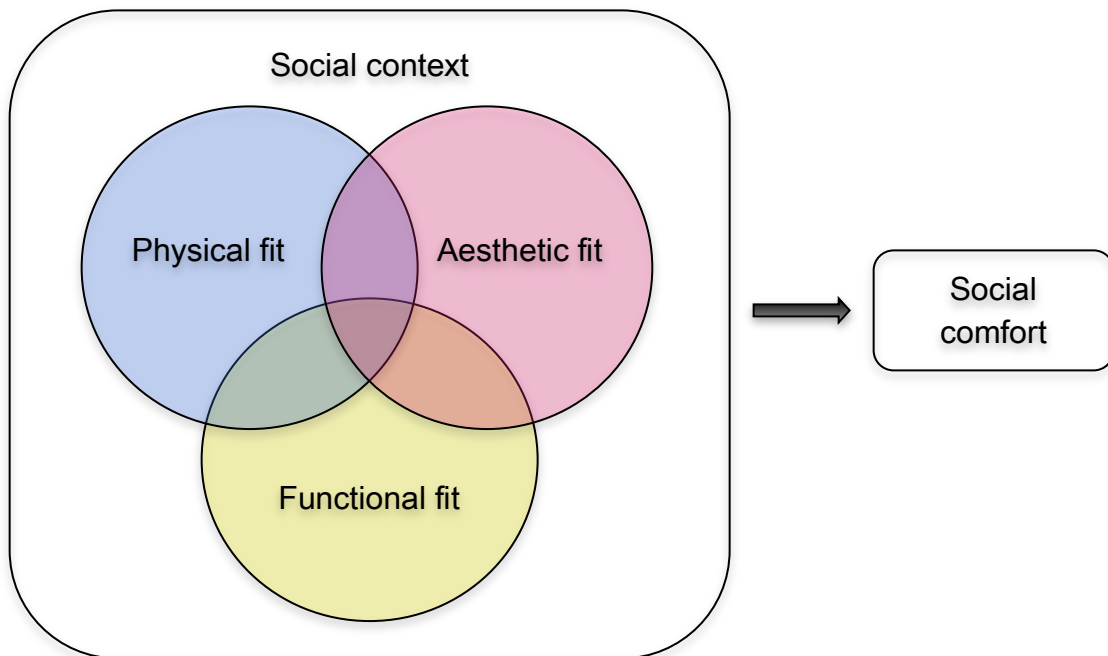 Social context
Physical fit
Aesthetic fit
Functional fit
Social
comfort